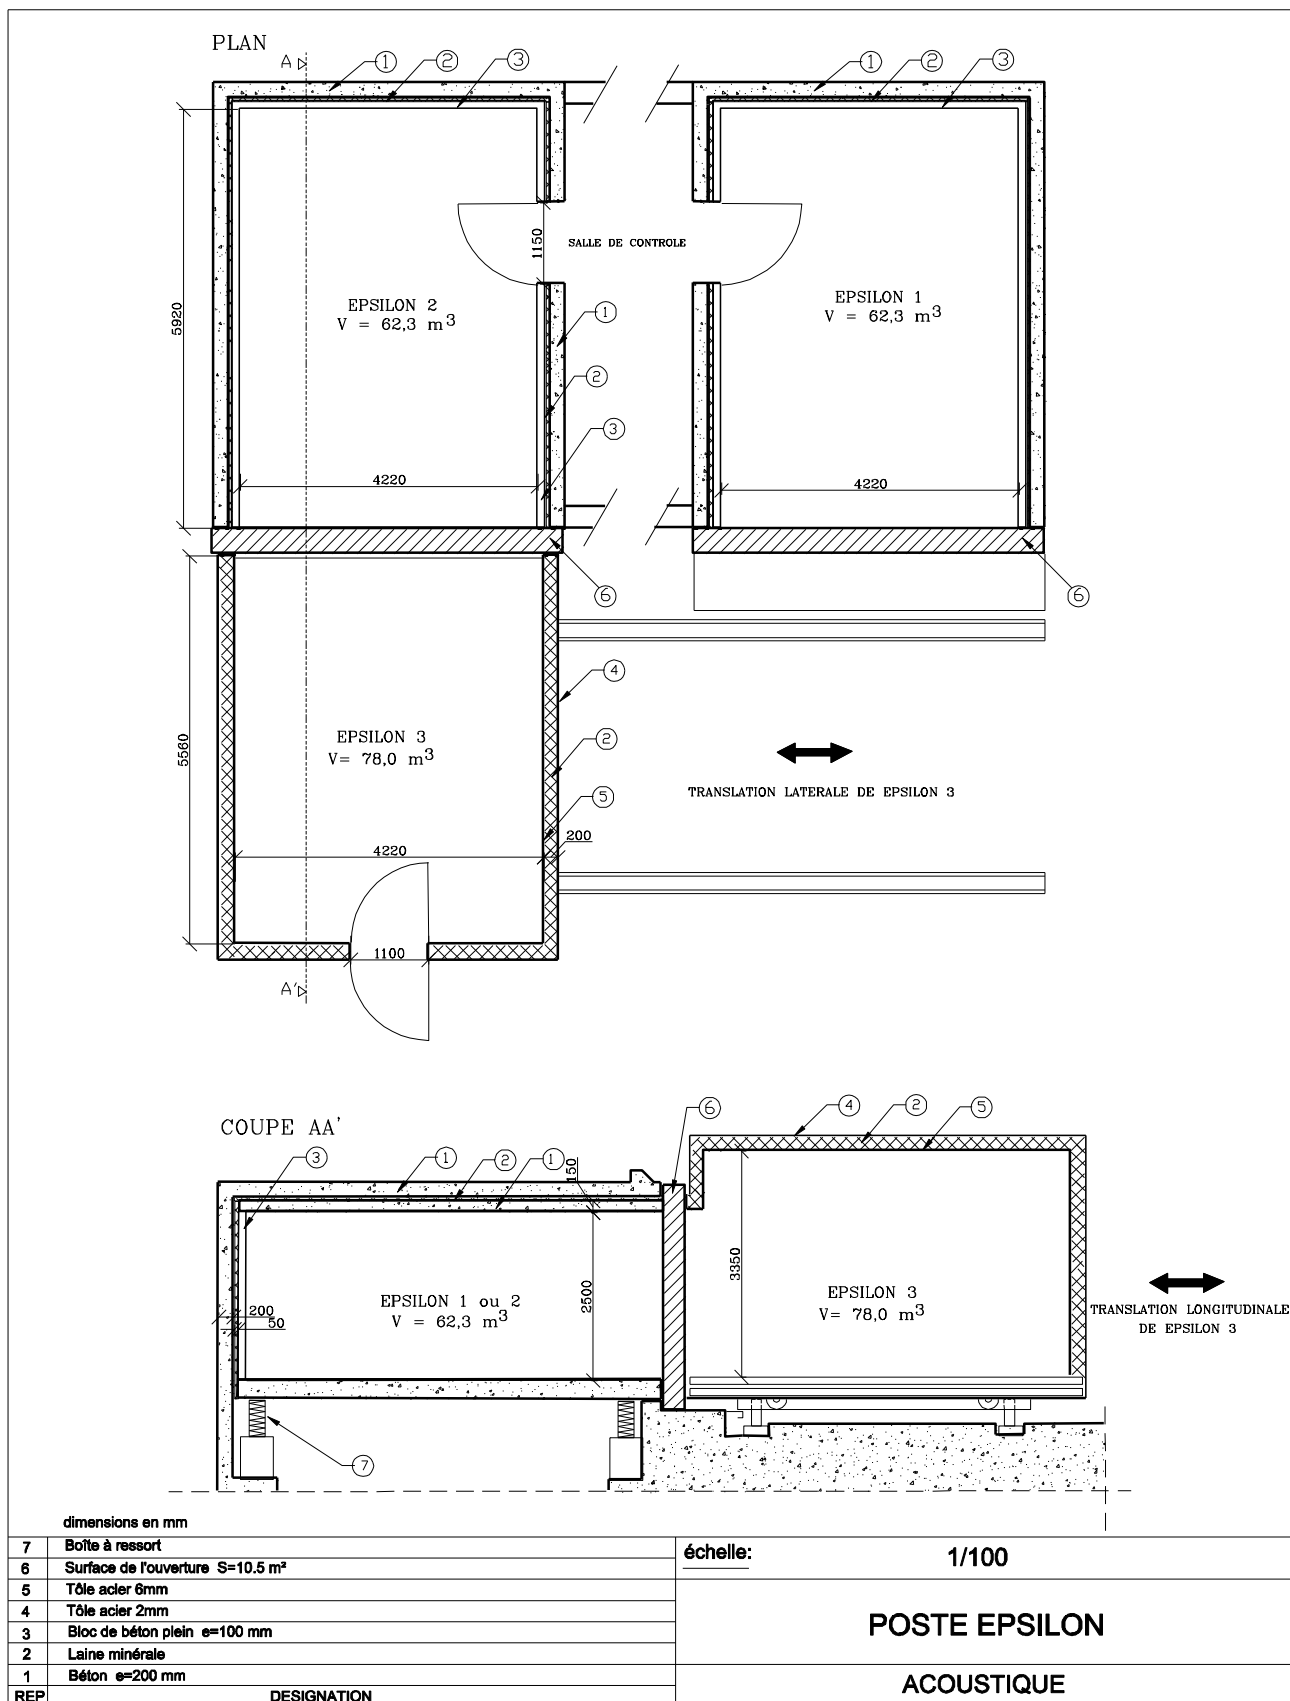 PLAN
A
1
2
3
1
2
3
5920
1150
SALLE DE CONTROLE
EPSILON 2
V = 62,3 m3
EPSILON 1
V = 62,3 m3
1
2
3
4220
4220
6
6
4
5560
EPSILON 3
V= 78,0 m3
2
TRANSLATION LATERALE DE EPSILON 3
5
200
4220
1100
A'
COUPE AA'
6
4
2
5
3
1
2
1
150
3350
2500
EPSILON 1 ou 2
V = 62,3 m3
EPSILON 3
V= 78,0 m3
200
50
TRANSLATION LONGITUDINALE
DE EPSILON 3
7
dimensions en mm
7 Boîte à ressort
6 Surface de l'ouverture S=10.5 m²
5 Tôle acier 6mm
4 Tôle acier 2mm
3 Bloc de béton plein e=100 mm
2 Laine minérale
1 Béton e=200 mm
REP DESIGNATION
échelle: 1/100
POSTE EPSILON
ACOUSTIQUE